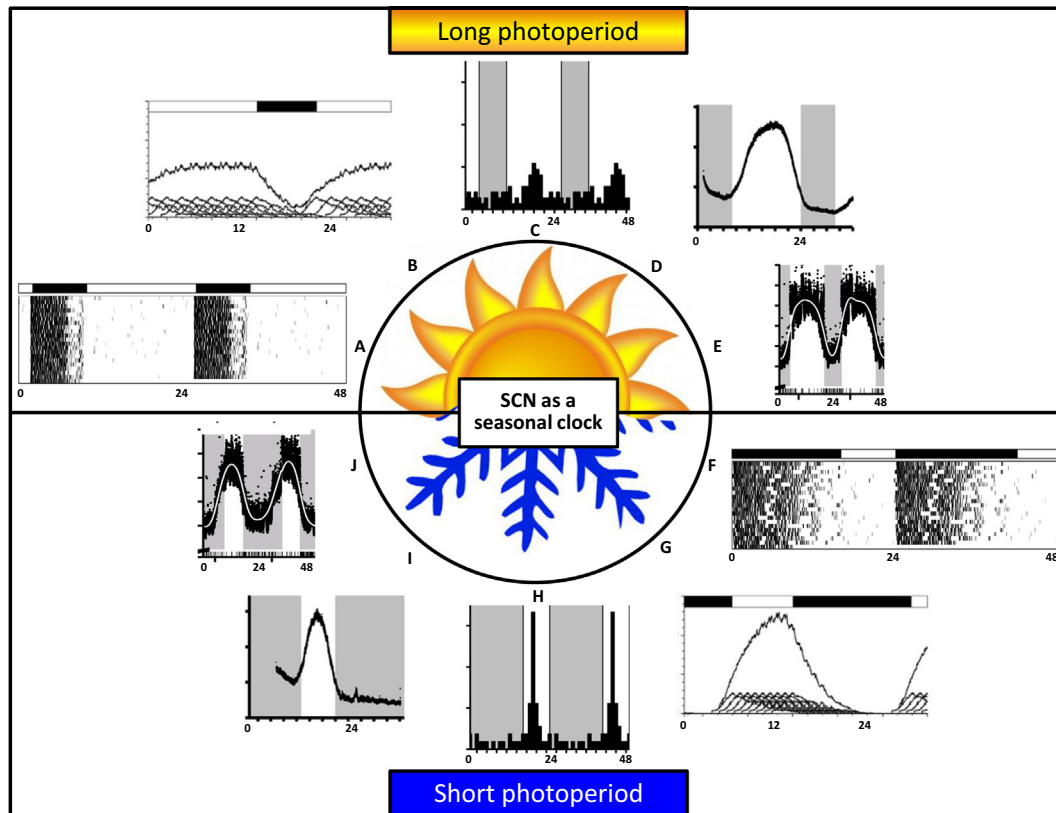 Long photoperiod
0 24 48
C
0 12 24
B
0 24
D
0 24 48
A
0 24 48
E
SCN as a
seasonal clock
J
0 24 48
F
24 48
I
0 24
H
0 24 48
G
0 12 24
Short photoperiod